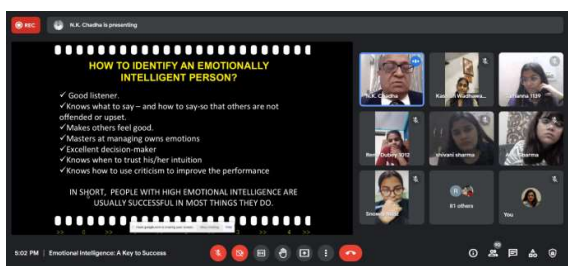 REC
N.K. Chadha is presenting
HOW TO IDENTIFY AN EMOTIONALLY
INTELLIGENT PERSON?
✓ Good listener.
✓Knows what to say – and how to say-so that others are not
offended or upset.
✓Makes others feel good.
✓Masters at managing owns emotions
✓Excellent decision-maker
✓Knows when to trust his/her intuition
✓Knows how to use criticism to improve the performance
IN SHORT, PEOPLE WITH HIGH EMOTIONAL INTELLIGENCE ARE
USUALLY SUCCESSFUL IN MOST THINGS THEY DO.
N.K. Chadha
shivani sharma
Sharma
81 others
You
5:02 PM | Emotional Intelligence: A Key to Success